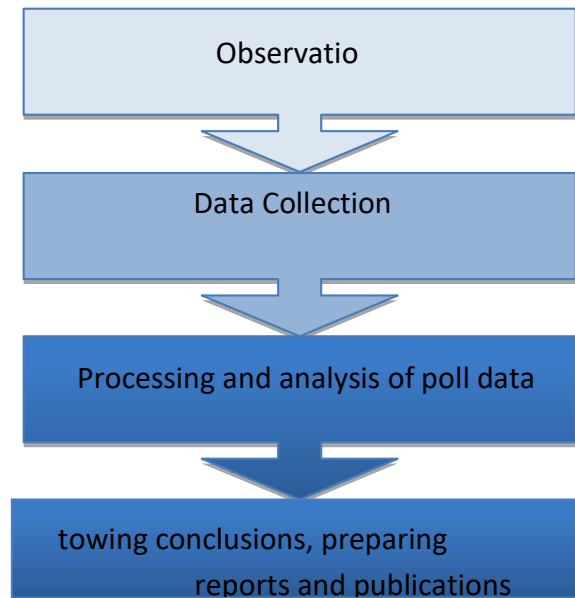 Observatio
Data Collection
Processing and analysis of poll data
towing conclusions, preparing
reports and publications